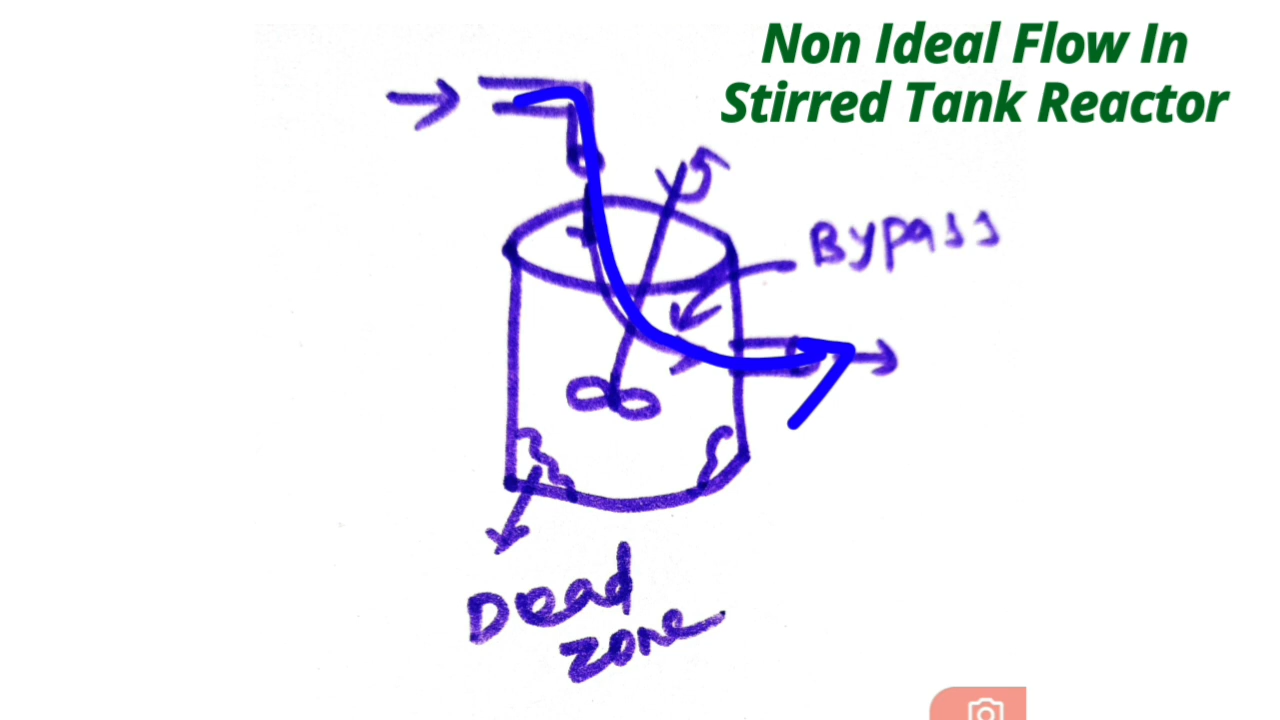 Non Ideal Flow In
Stirred Tank Reactor
Bypass
Dead
zone